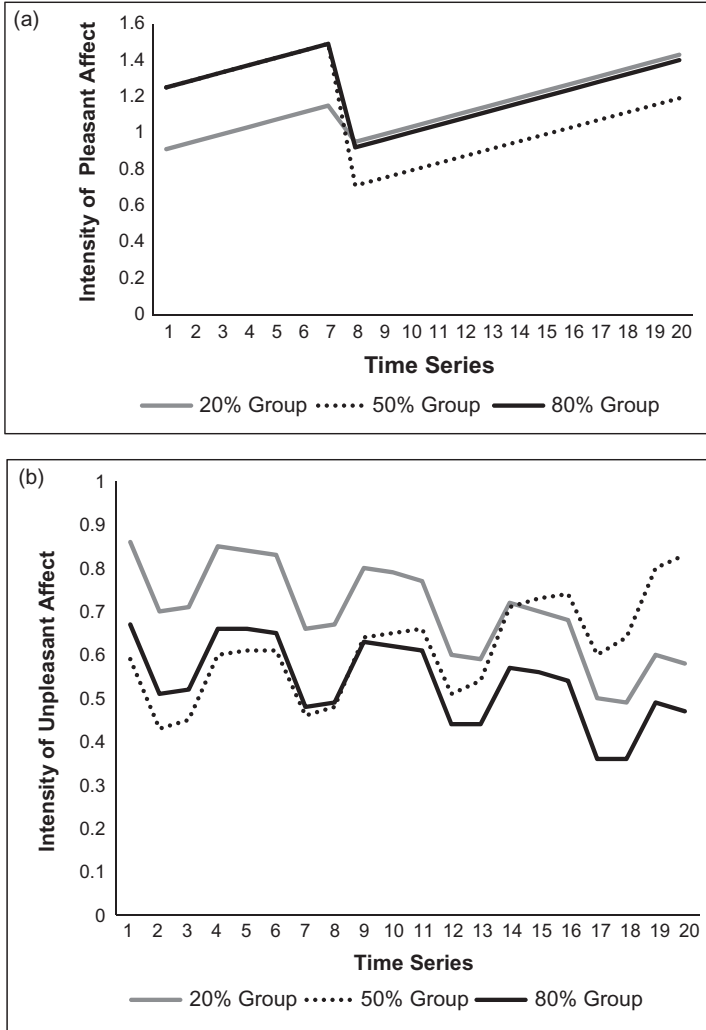 (a)
Intensity of Pleasant Affect
1.6
1.4
1.2
1
0.8
0.6
0.4
0.2
0
1 2 3 4 5 6 7 8 9 10 11 12 13 14 15 16 17 18 19 20
Time Series
20% Group 50% Group 80% Group
(b)
Intensity of Unpleasant Affect
1
0.9
0.8
0.7
0.6
0.5
0.4
0.3
0.2
0.1
0
1 2 3 4 5 6 7 8 9 10 11 12 13 14 15 16 17 18 19 20
Time Series
20% Group 50% Group 80% Group